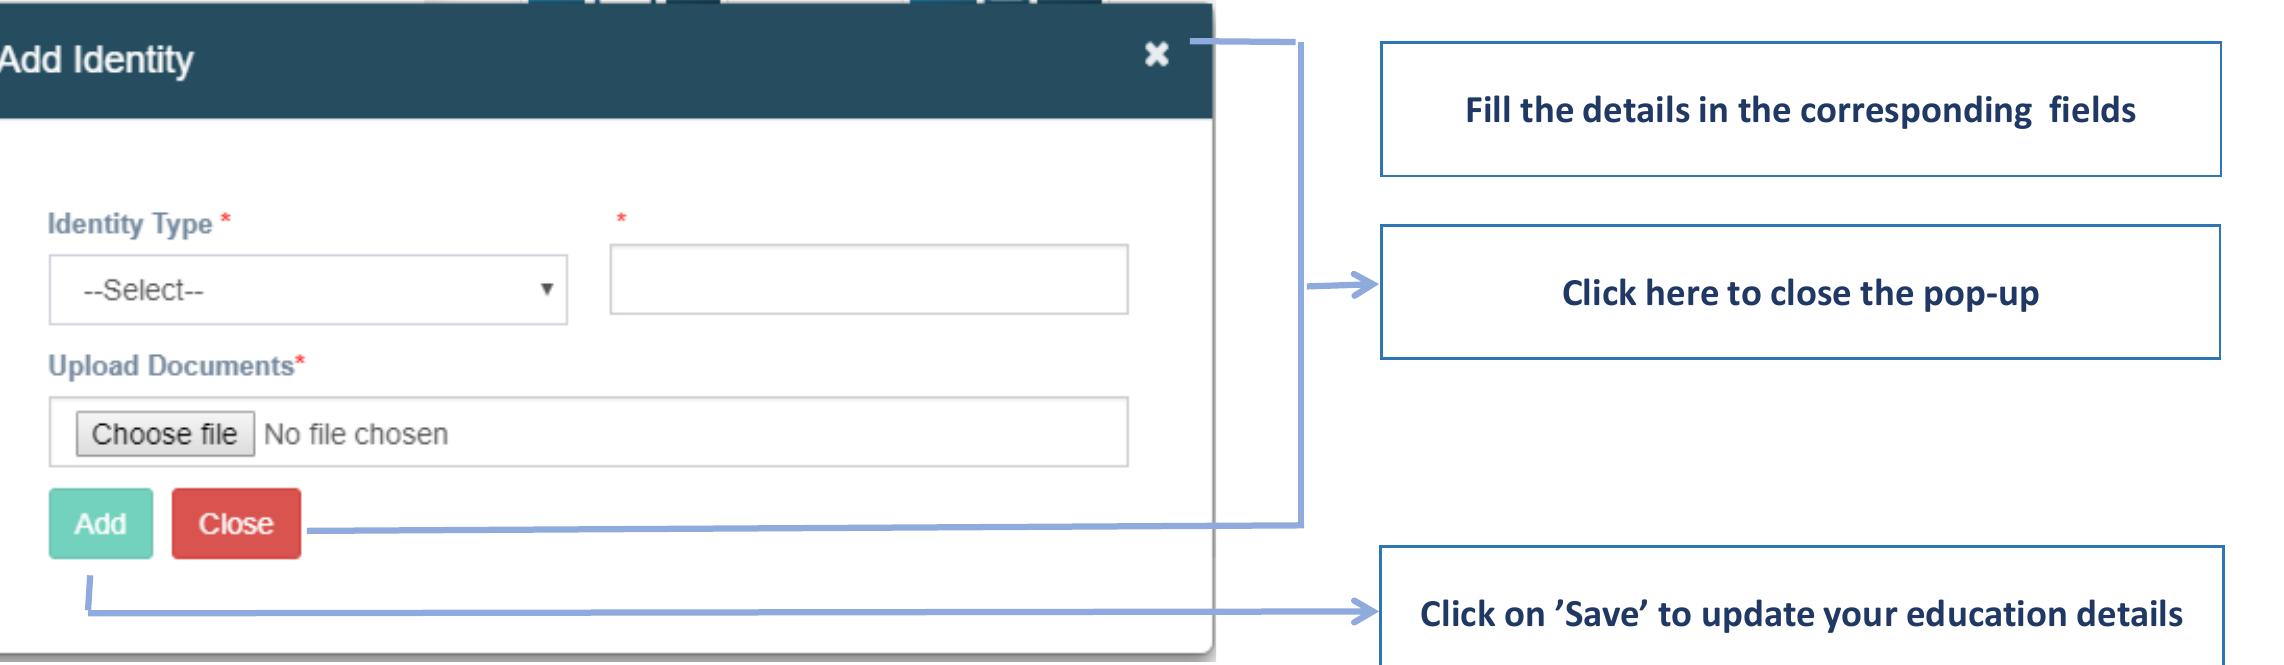 Add Identity
✖
Fill the details in the corresponding fields
Identity Type *
*
--Select--
Click here to close the pop-up
Upload Documents*
Choose file No file chosen
Add Close
Click on ’Save’ to update your education details